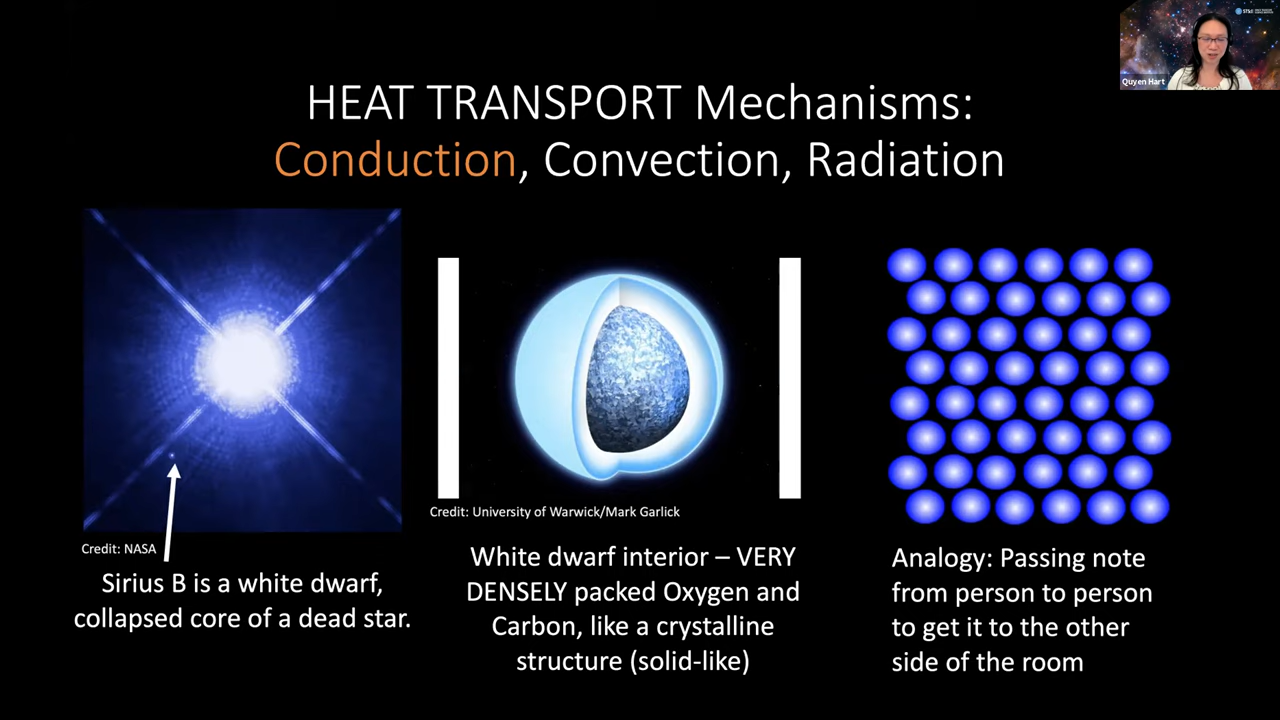 Quyen Hart
HEAT TRANSPORT Mechanisms:
Conduction, Convection, Radiation
Credit: NASA
Sirius B is a white dwarf,
collapsed core of a dead star.
Credit: University of Warwick/Mark Garlick
White dwarf interior – VERY
DENSELY packed Oxygen and
Carbon, like a crystalline
structure (solid-like)
Analogy: Passing note
from person to person
to get it to the other
side of the room